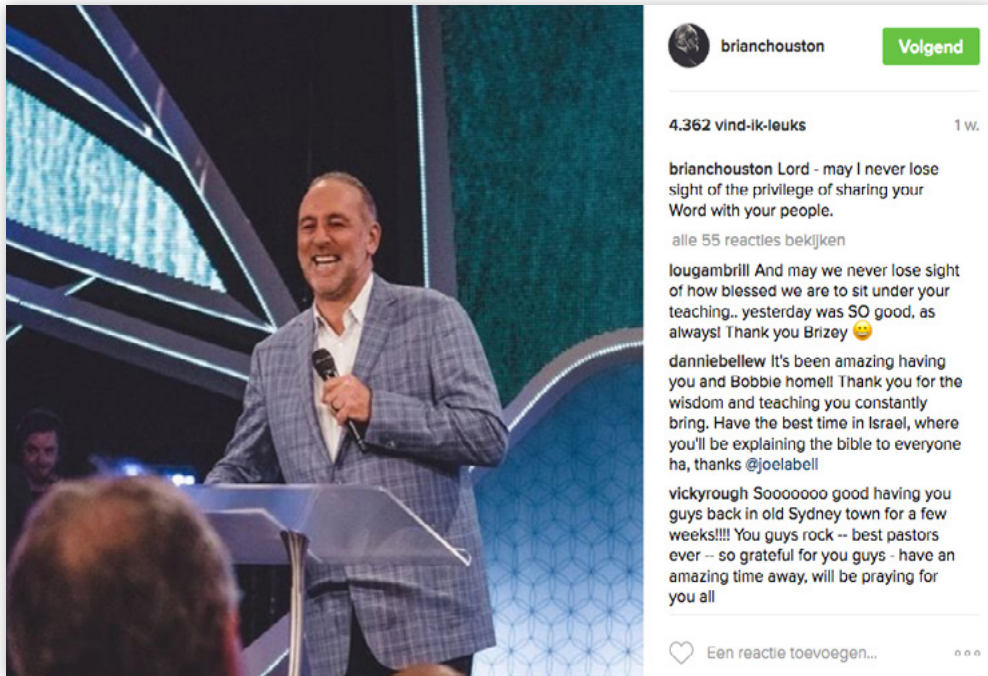 brianchouston
Volgend
4.362 vind-ik-leuks
1 w.
brianchouston Lord - may I never lose
sight of the privilege of sharing your
Word with your people.
alle 55 reacties bekijken
lougambrill And may we never lose sight
of how blessed we are to sit under your
teaching.. yesterday was SO good, as
always! Thank you Brizey 😀
danniebellew It's been amazing having
you and Bobbie home!! Thank you for the
wisdom and teaching you constantly
bring. Have the best time in Israel, where
you'll be explaining the bible to everyone
ha, thanks @joelabell
vickyrough Sooooooo good having you
guys back in old Sydney town for a few
weeks!!!! You guys rock -- best pastors
ever -- so grateful for you guys - have an
amazing time away, will be praying for
you all
Een reactie toevoegen...